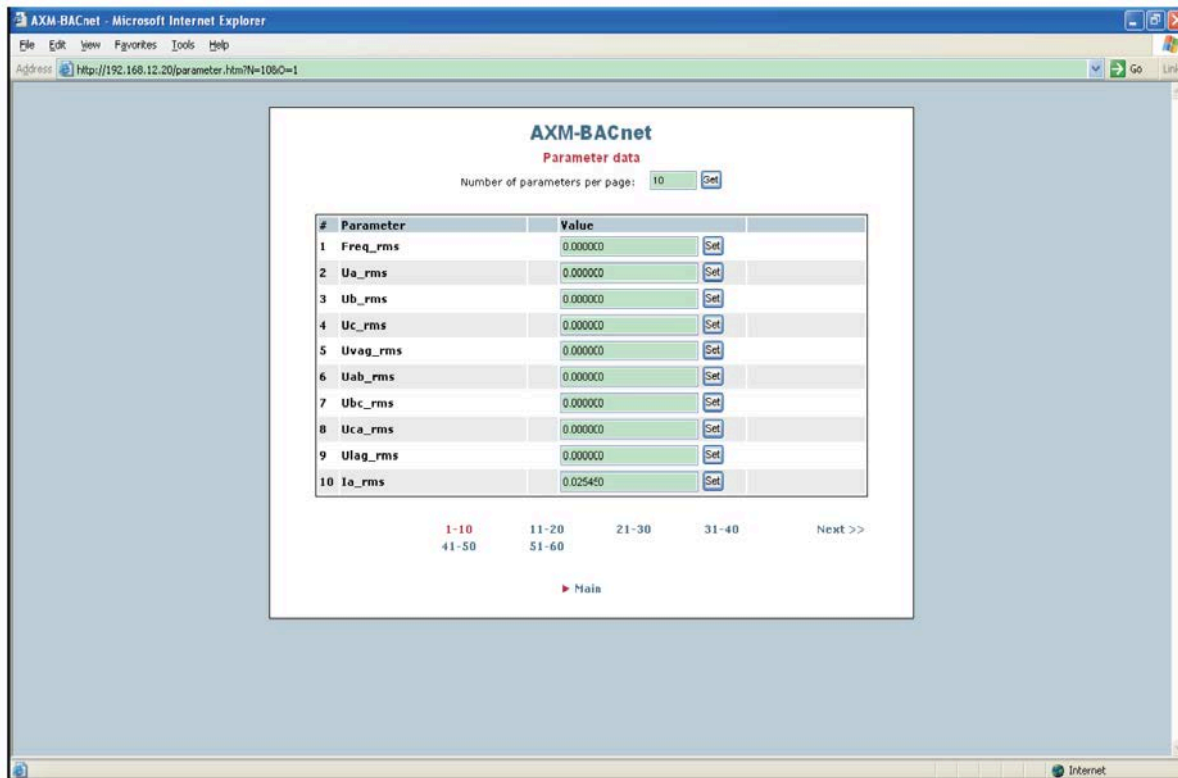 AXM-BACnet - Microsoft Internet Explorer
File Edit View Favorites Tools Help
Address http://192.168.12.20/parameter.htm?N=10&O=1 Go Link
AXM-BACnet
Parameter data
Number of parameters per page: 10 Set
# Parameter Value
1 Freq_rms 0.000000 Set
2 Ua_rms 0.000000 Set
3 Ub_rms 0.000000 Set
4 Uc_rms 0.000000 Set
5 Uvag_rms 0.000000 Set
6 Uab_rms 0.000000 Set
7 Ubc_rms 0.000000 Set
8 Uca_rms 0.000000 Set
9 Ulag_rms 0.000000 Set
10 Ia_rms Set
1-10 11-20 21-30 31-40 Next >>
41-50 51-60
Main
Internet